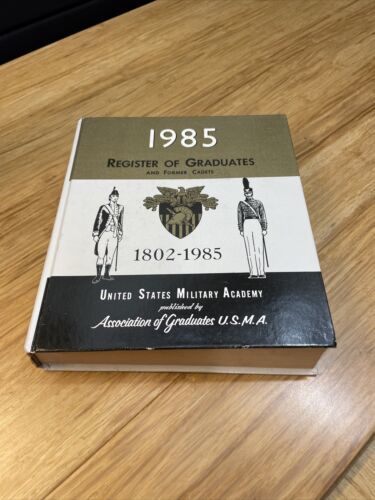 1985
REGISTER OF GRADUATES
AND FORMER CADETS
1802-1985
UNITED STATES MILITARY ACADEMY
published by
Association of Graduates U.S.M.A.